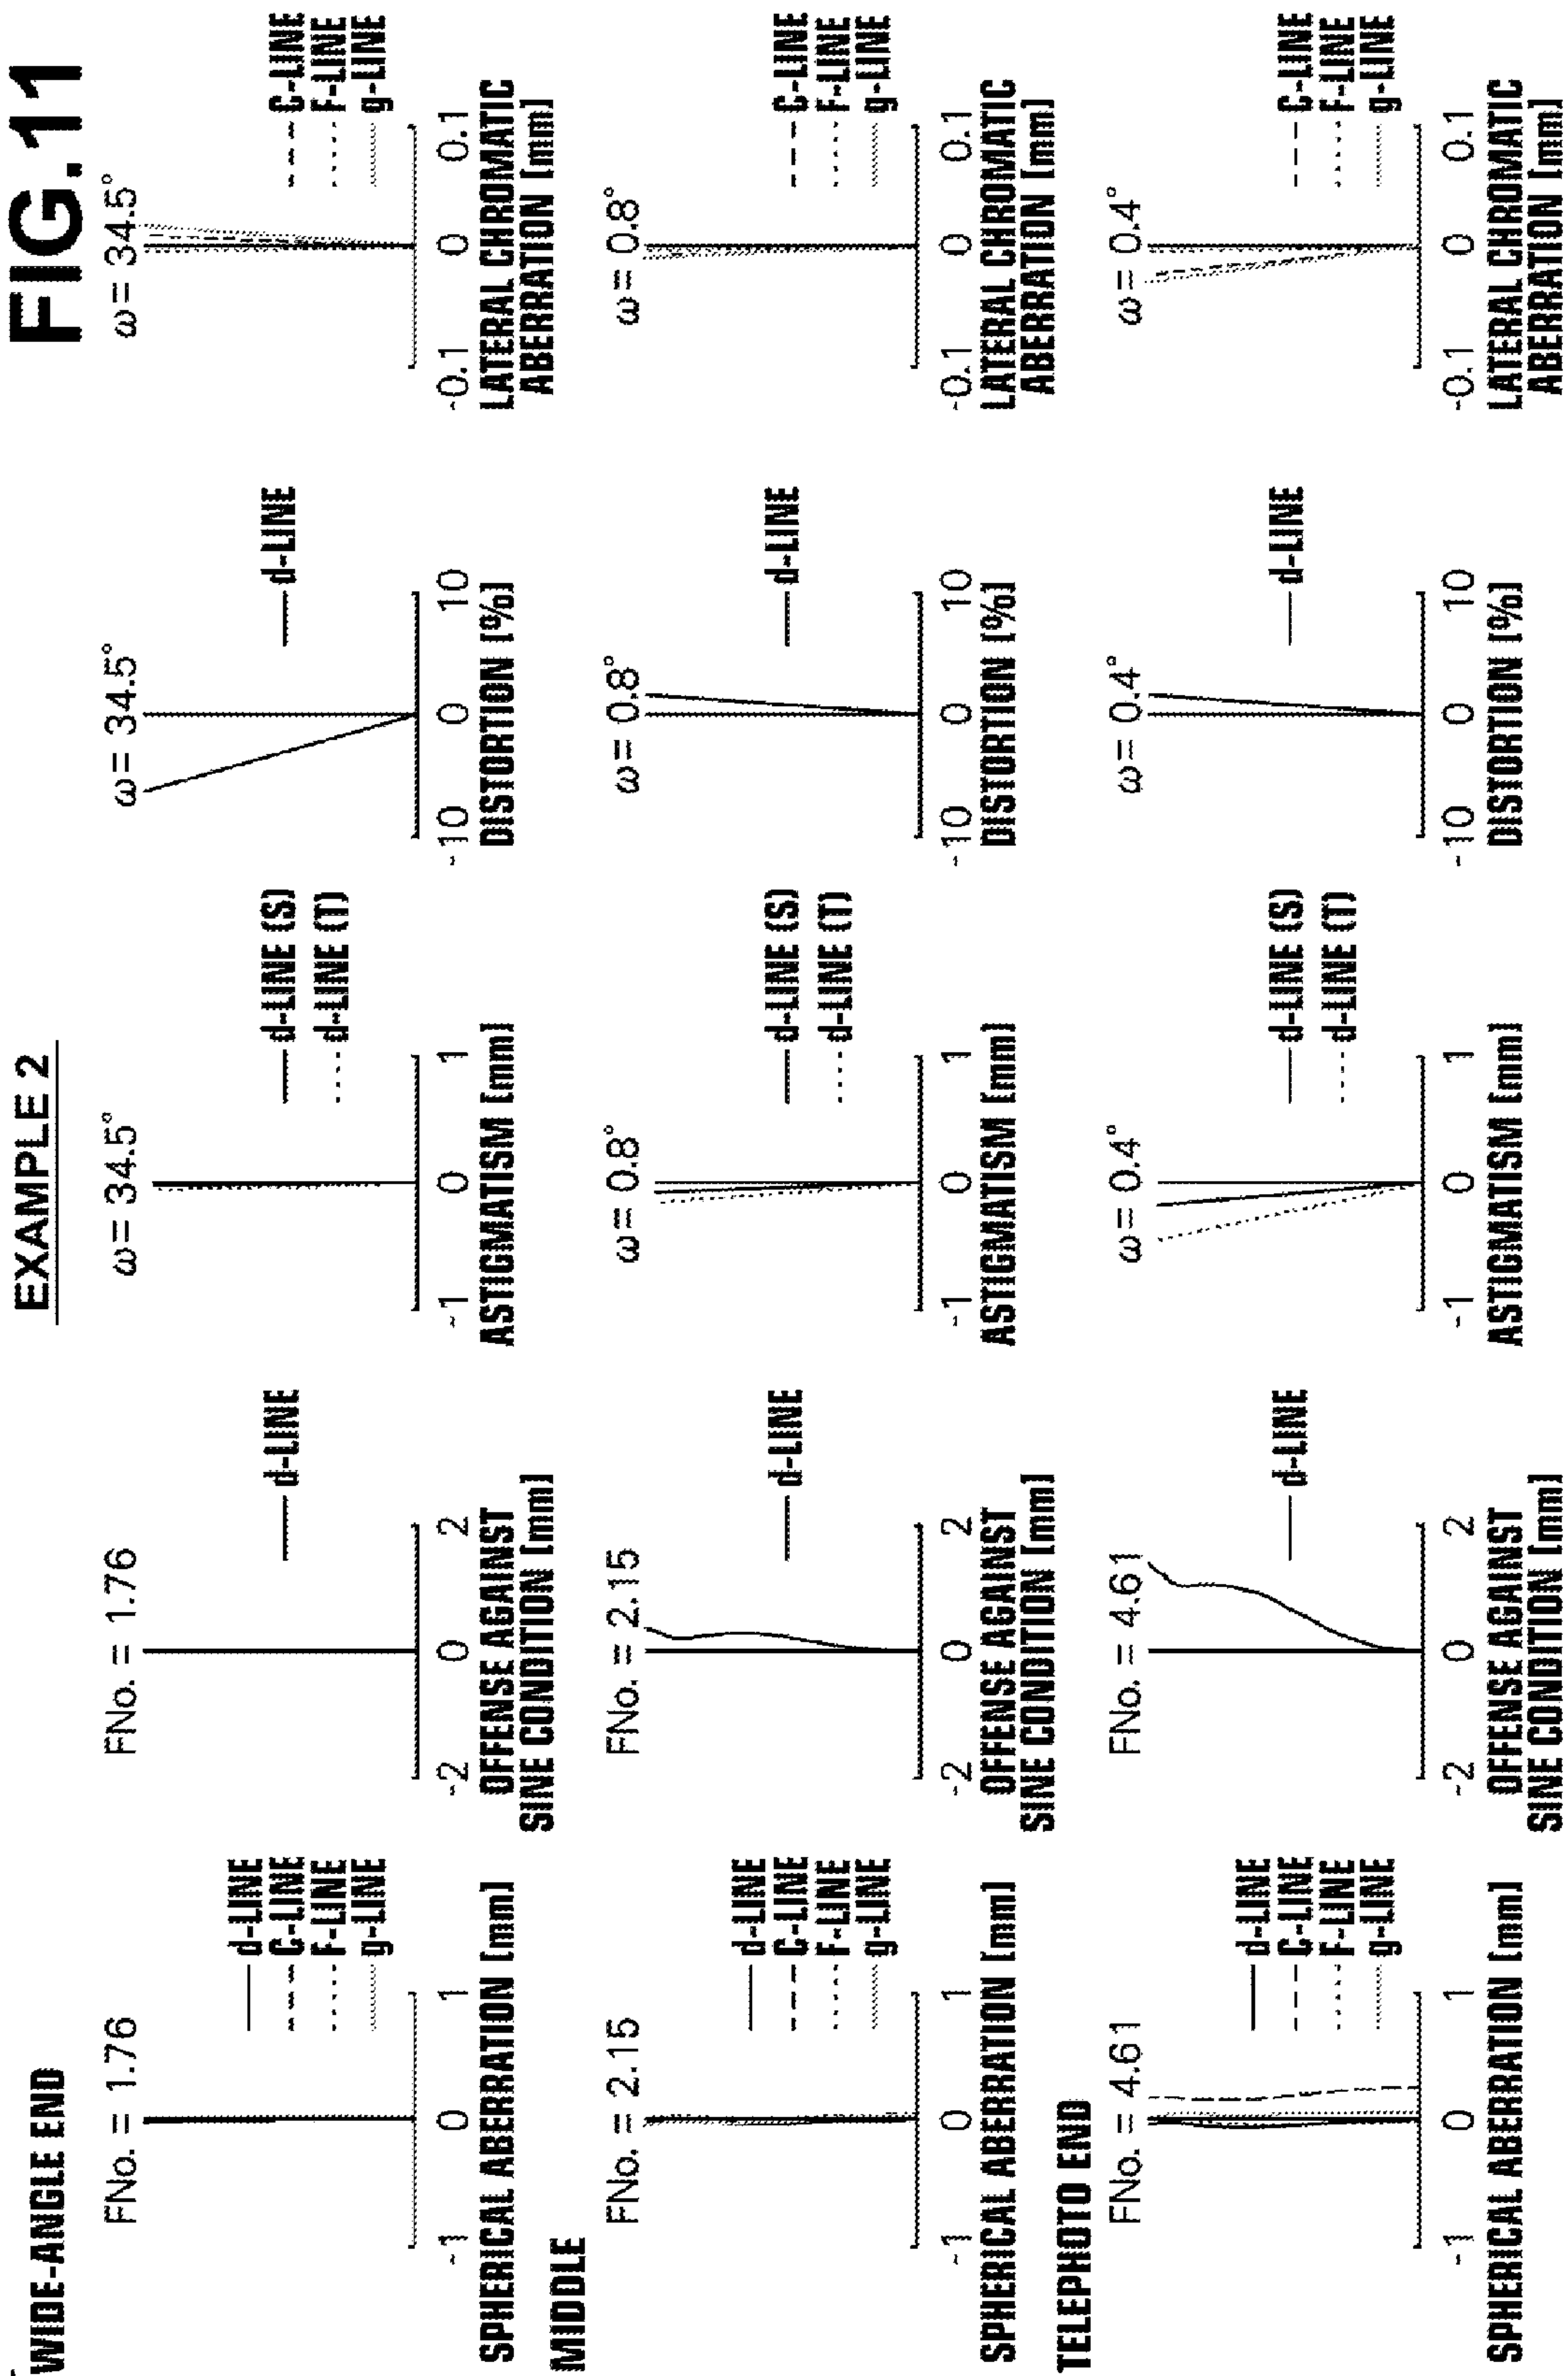 FIG.11
EXAMPLE 2
WIDE-ANGLE END
FNo. = 1.76
d-LINE
C-LINE
F-LINE
g-LINE
-1 0 1
SPHERICAL ABERRATION [mm]
FNo. = 1.76
d-LINE
-2 0 2
OFFENSE AGAINST
SINE CONDITION [mm]
ω= 34.5°
d-LINE (S)
d-LINE (T)
-1 0 1
ASTIGMATISM [mm]
ω= 34.5°
d-LINE
-10 0 10
DISTORTION [%]
ω= 34.5°
C-LINE
F-LINE
g-LINE
-0.1 0 0.1
LATERAL CHROMATIC
ABERRATION [mm]
MIDDLE
FNo. = 2.15
d-LINE
C-LINE
F-LINE
g-LINE
-1 0 1
SPHERICAL ABERRATION [mm]
FNo. = 2.15
d-LINE
-2 0 2
OFFENSE AGAINST
SINE CONDITION [mm]
ω= 0.8°
d-LINE (S)
d-LINE (T)
-1 0 1
ASTIGMATISM [mm]
ω= 0.8°
d-LINE
-10 0 10
DISTORTION [%]
ω= 0.8°
C-LINE
F-LINE
g-LINE
-0.1 0 0.1
LATERAL CHROMATIC
ABERRATION [mm]
TELEPHOTO END
FNo. = 4.61
d-LINE
C-LINE
F-LINE
g-LINE
-1 0 1
SPHERICAL ABERRATION [mm]
FNo. = 4.61
d-LINE
-2 0 2
OFFENSE AGAINST
SINE CONDITION [mm]
ω= 0.4°
d-LINE (S)
d-LINE (T)
-1 0 1
ASTIGMATISM [mm]
ω= 0.4°
d-LINE
-10 0 10
DISTORTION [%]
ω= 0.4°
C-LINE
F-LINE
g-LINE
-0.1 0 0.1
LATERAL CHROMATIC
ABERRATION [mm]